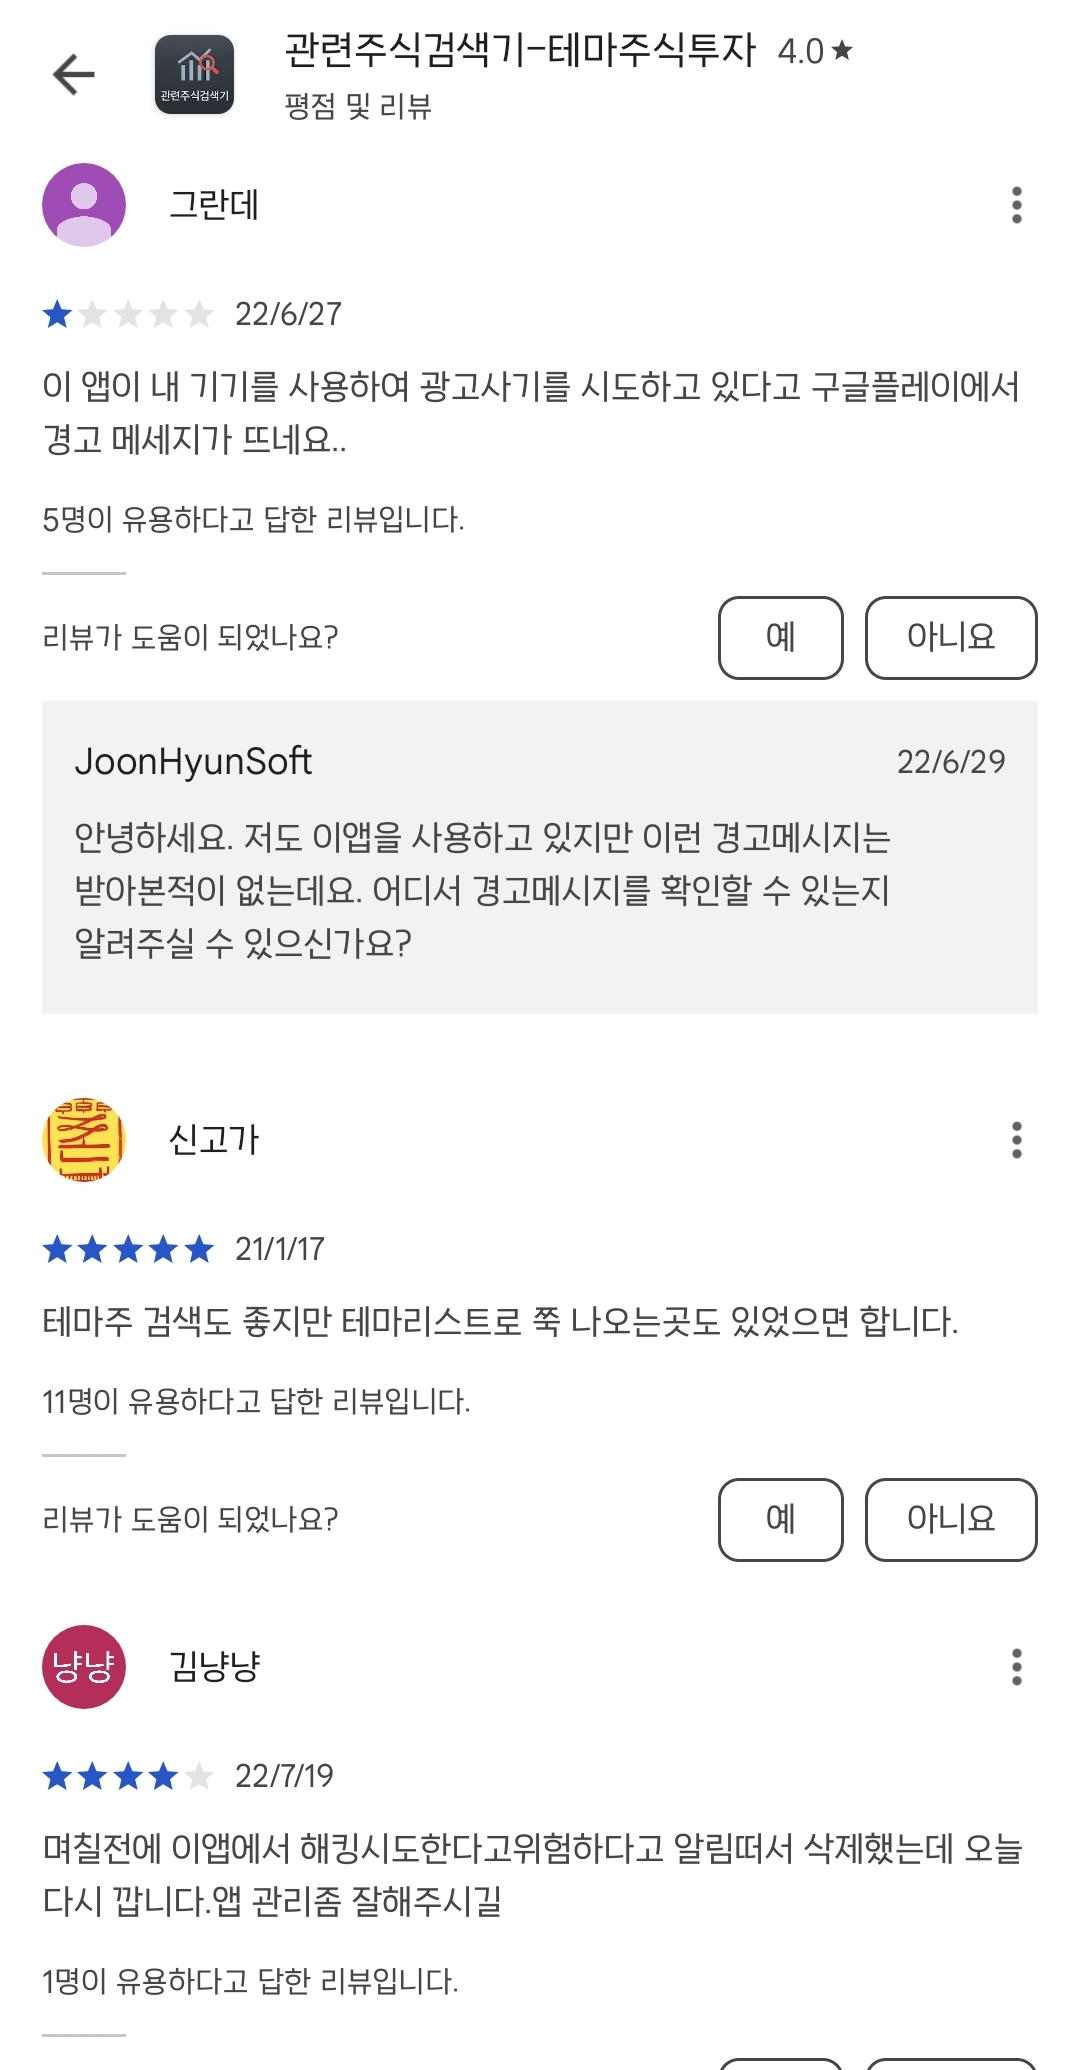 관련주식검색기-테마주식투자 4.0★
관련주식검색기
평점 및 리뷰
그란데
22/6/27
이 앱이 내 기기를 사용하여 광고사기를 시도하고 있다고 구글플레이에서
경고 메세지가 뜨네요..
5명이 유용하다고 답한 리뷰입니다.
리뷰가 도움이 되었나요?
예
아니요
JoonHyunSoft
22/6/29
안녕하세요. 저도 이앱을 사용하고 있지만 이런 경고메시지는
받아본적이 없는데요. 어디서 경고메시지를 확인할 수 있는지
알려주실 수 있으신가요?
신고가
21/1/17
테마주 검색도 좋지만 테마리스트로 쭉 나오는곳도 있었으면 합니다.
11명이 유용하다고 답한 리뷰입니다.
리뷰가 도움이 되었나요?
예
아니요
냥냥
김냥냥
22/7/19
며칠전에 이앱에서 해킹시도한다고위험하다고 알림떠서 삭제했는데 오늘
다시 깝니다.앱 관리좀 잘해주시길
1명이 유용하다고 답한 리뷰입니다.